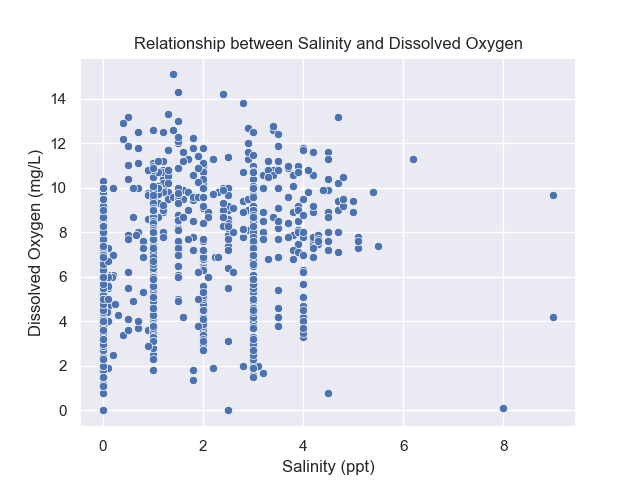 Relationship between Salinity and Dissolved Oxygen
14
12
10
8
6
4
2
0
Dissolved Oxygen (mg/L)
0 2 4 6 8
Salinity (ppt)